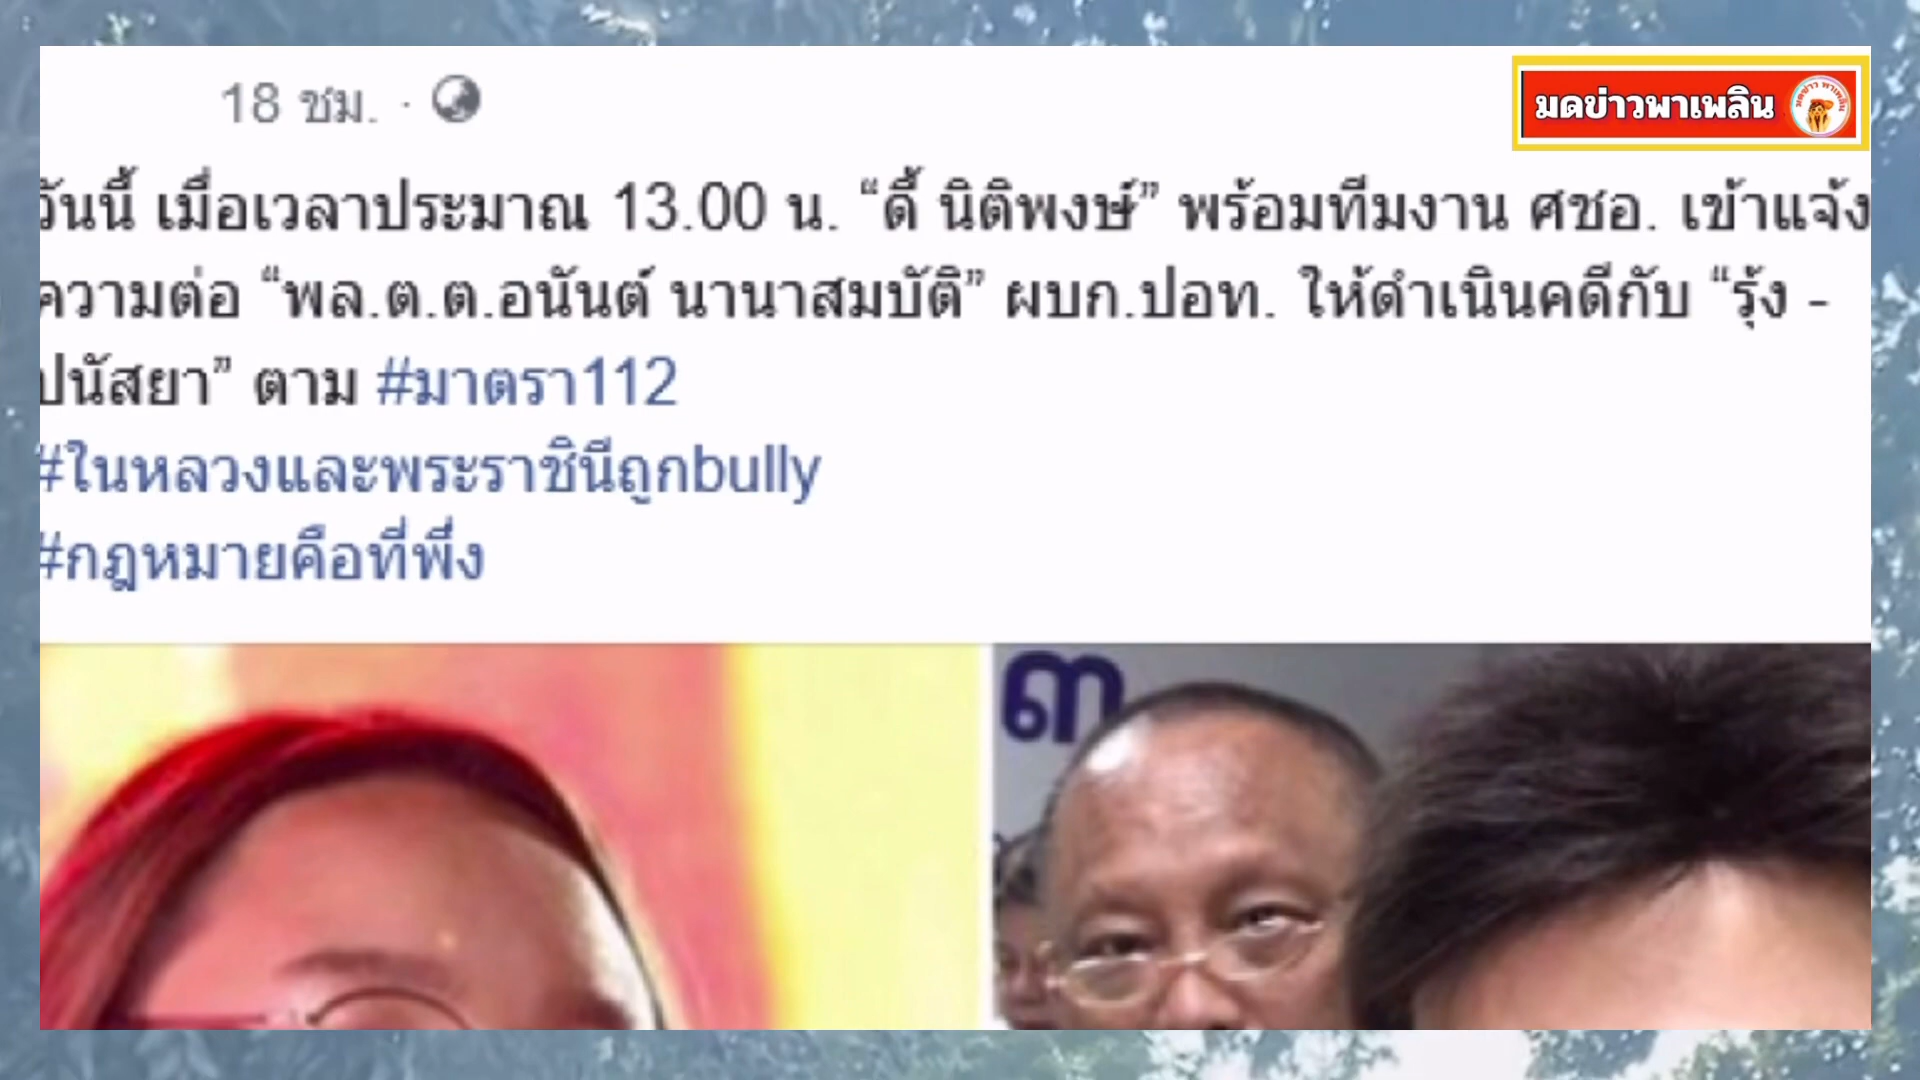 18 ชม. ·
มดข่าวพาเพลิน
วันนี้ เมื่อเวลาประมาณ 13.00 น. “ดี้ นิติพงษ์” พร้อมทีมงาน ศชอ. เข้าแจ้ง
ความต่อ “พล.ต.ต.อนันต์ นานาสมบัติ” ผบก.ปอท. ให้ดำเนินคดีกับ “รุ้ง -
ปนัสยา” ตาม #มาตรา112
#ในหลวงและพระราชินีถูกbully
#กฎหมายคือที่พึ่ง
๓